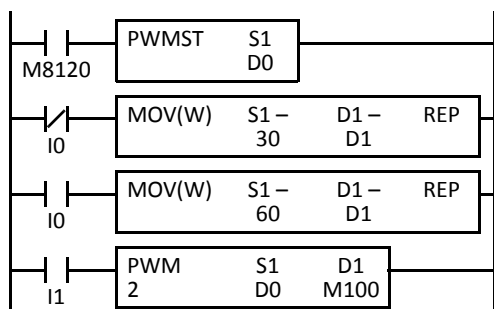 PWMST S1
M8120 D0
MOV(W) S1 – D1 – REP
I0 30 D1
MOV(W) S1 – D1 – REP
I0 60 D1
PWM S1 D1
I1 2 D0 M100